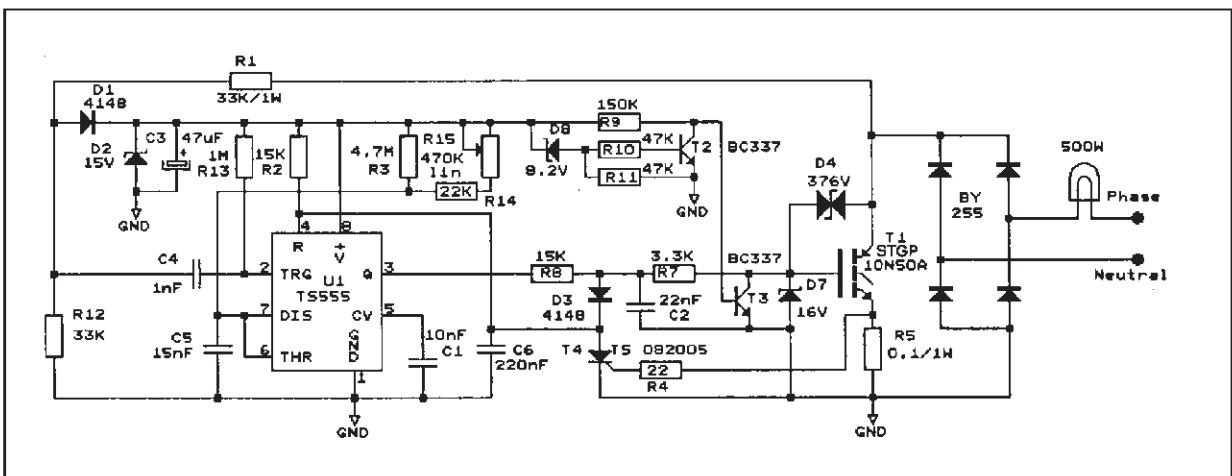 R1
33K/1W
D1
4148
C3
47uF
+
D2
15V
1M
R13
15K
R2
4.7M
R3
R15
470K
lin
22K
R14
D8
8.2V
150K
R9
47K
R10
R11
47K
T2
BC337
GND
GND
D4
376V
BY
255
500W
Phase
Neutral
T1
STGP
10N50A
C4
1nF
4
8
R
+V
2
TRG
Q
3
U1
TS555
7
DIS
CV
5
6
THR
GND
1
R12
33K
C5
15nF
10nF
C1
C6
220nF
15K
R8
3.3K
R7
BC337
D3
4148
22nF
C2
T3
D7
16V
T4
T5
082005
22
R4
R5
0.1/1W
GND
GND